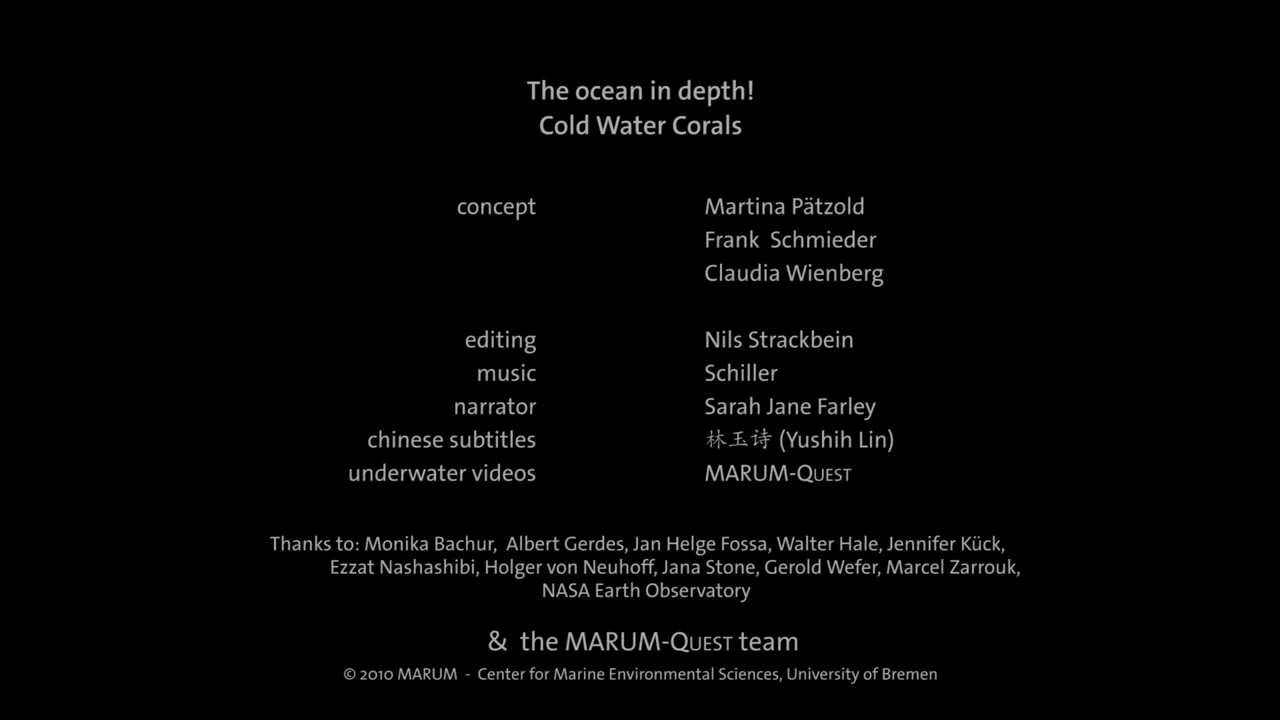 The ocean in depth!
Cold Water Corals
concept Martina Pätzold
Frank Schmieder
Claudia Wienberg
editing Nils Strackbein
music Schiller
narrator Sarah Jane Farley
chinese subtitles 林玉诗 (Yushih Lin)
underwater videos MARUM-QUEST
Thanks to: Monika Bachur, Albert Gerdes, Jan Helge Fossa, Walter Hale, Jennifer Kück,
Ezzat Nashashibi, Holger von Neuhoff, Jana Stone, Gerold Wefer, Marcel Zarrouk,
NASA Earth Observatory
& the MARUM-QUEST team
© 2010 MARUM - Center for Marine Environmental Sciences, University of Bremen